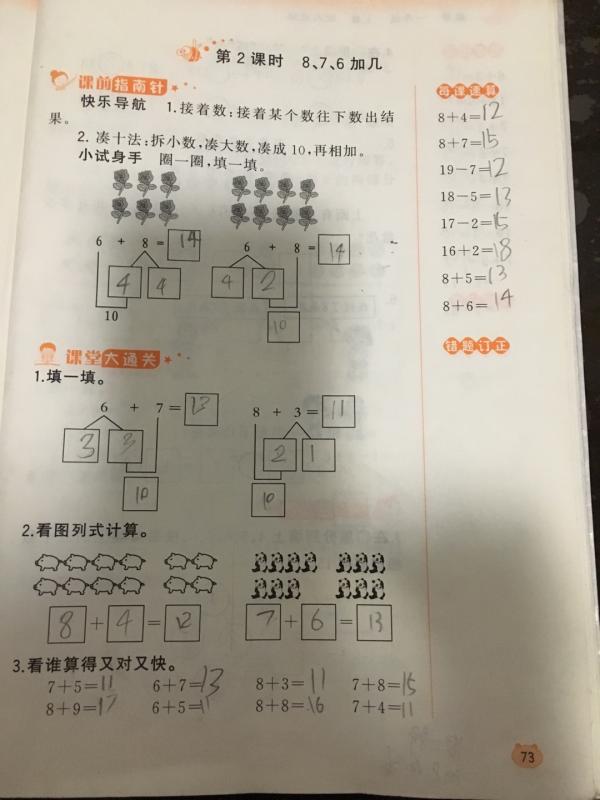 第2课时 8、7、6加几
课前指南针
快乐导航 1.接着数:接着某个数往下数出结
果。
2.凑十法:拆小数,凑大数,凑成10,再相加。
小试身手 圈一圈,填一填。
6 + 8 = 14
4 4
10
6 + 8 = 14
4 2
10
课堂大通关
1.填一填。
6 + 7 = 13
3 3
10
8 + 3 = 11
2 1
10
2.看图列式计算。
8 + 4 = 12
7 + 6 = 13
3.看谁算得又对又快。
7+5=11 6+7=13 8+3=11 7+8=15
8+9=17 6+5=11 8+8=16 7+4=11
每课速算
8+4=12
8+7=15
19-7=12
18-5=13
17-2=15
16+2=18
8+5=13
8+6=14
错题订正
73